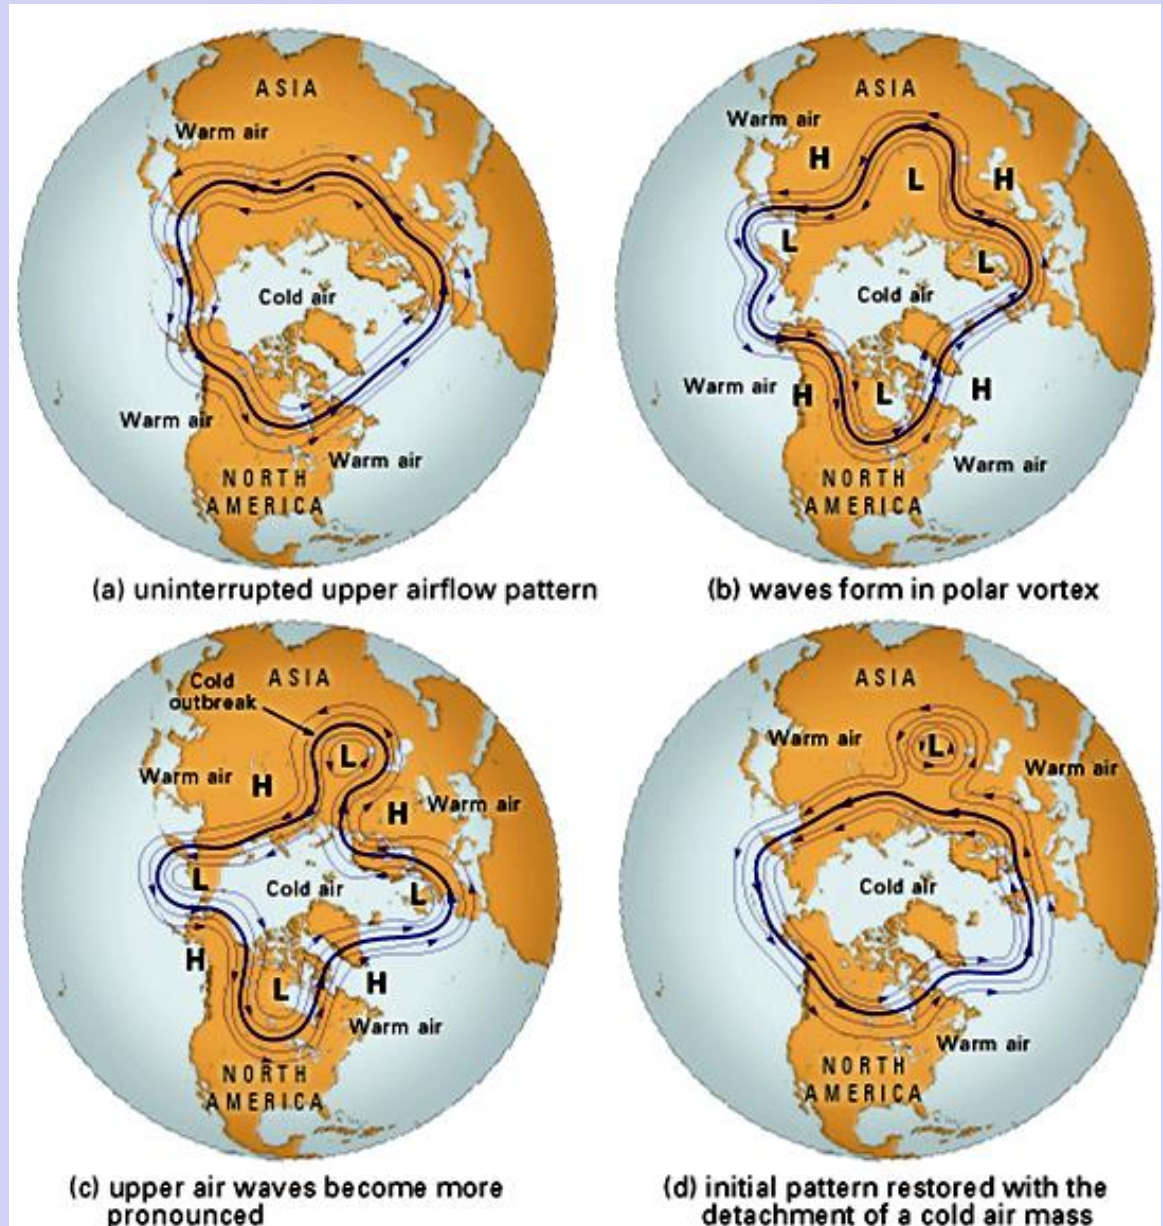 ASIA
Warm air
Cold air
Warm air
Warm air
NORTH
AMERICA
(a) uninterrupted upper airflow pattern
ASIA
Warm air
H
L
H
L
L
Cold air
Warm air
H
L
H
Warm air
NORTH
AMERICA
(b) waves form in polar vortex
Cold
outbreak
ASIA
L
Warm air
H
H
Warm air
L
Cold air
L
H
L
H
Warm air
NORTH
AMERICA
(c) upper air waves become more
pronounced
ASIA
Warm air
L
Warm air
Cold air
Warm air
NORTH
AMERICA
(d) initial pattern restored with the
detachment of a cold air mass